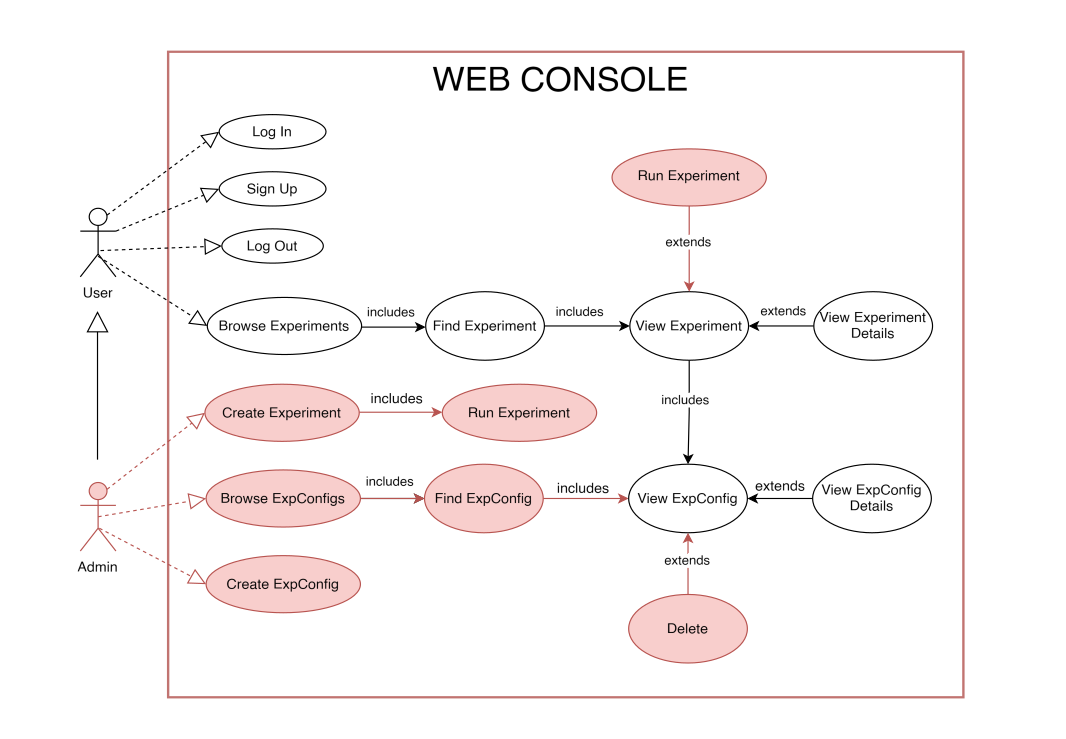 WEB CONSOLE
Log In
Sign Up
Log Out
User
Run Experiment
extends
Browse Experiments
includes
Find Experiment
includes
View Experiment
extends
View Experiment
Details
includes
Create Experiment
includes
Run Experiment
Admin
Browse ExpConfigs
includes
Find ExpConfig
includes
View ExpConfig
extends
View ExpConfig
Details
Create ExpConfig
extends
Delete